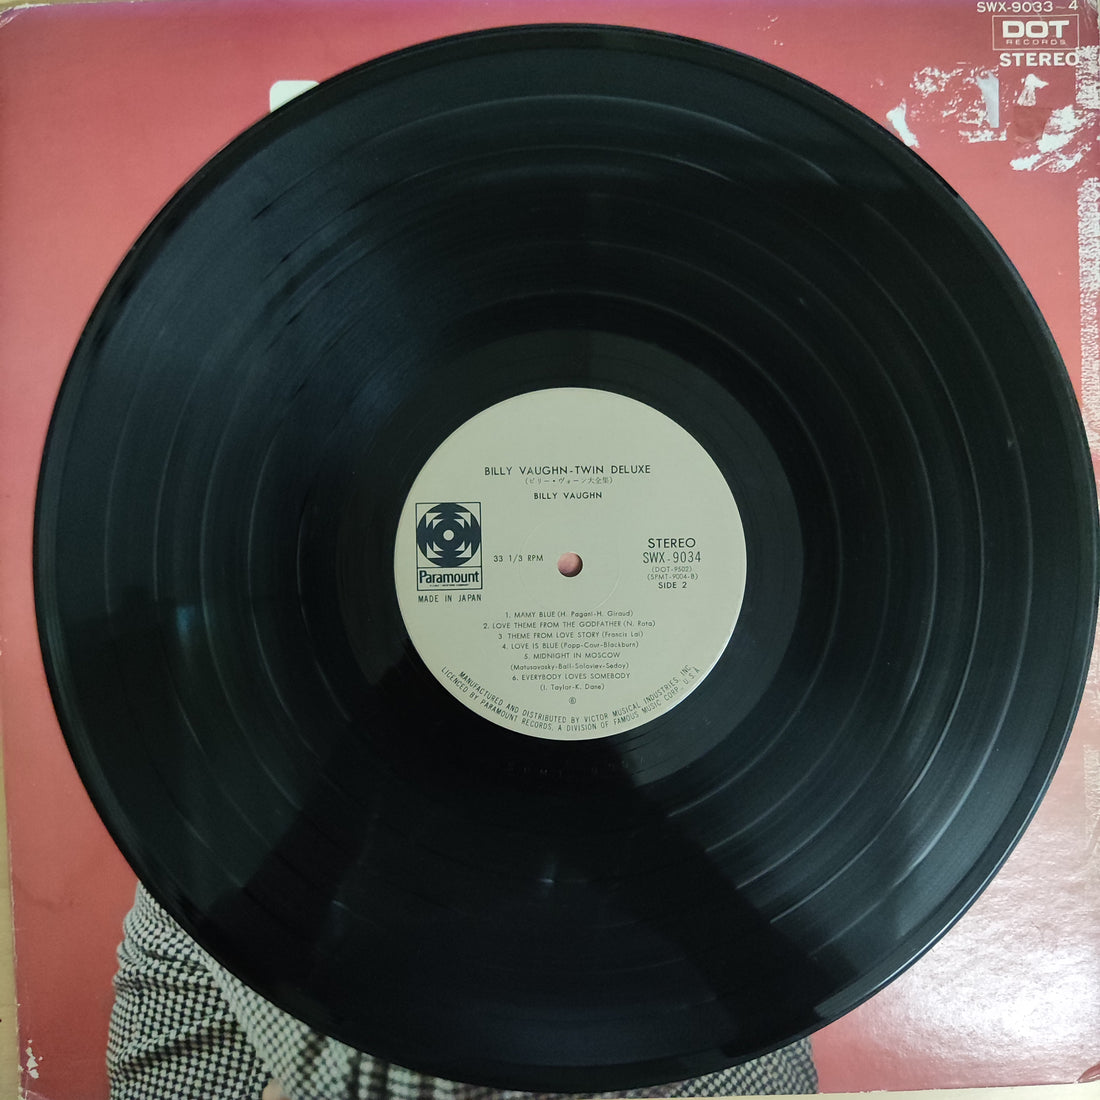 SWX-9033~4
DOT
RECORDS
STEREO
BILLY VAUGHN-TWIN DELUXE
(ビリー・ヴォーン大全集)
BILLY VAUGHN
Paramount
MADE IN JAPAN
33 1/3 RPM
STEREO
SWX-9034
(DOT-9502)
(SPMT-9004-B)
SIDE 2
1. MAMY BLUE (H. Pagani-H. Giraud)
2. LOVE THEME FROM THE GODFATHER (N. Rota)
3. THEME FROM LOVE STORY (Francis Lai)
4. LOVE IS BLUE (Popp-Cour-Blackburn)
5. MIDNIGHT IN MOSCOW
(Matusovosky-Ball-Soloviev-Sedoy)
6. EVERYBODY LOVES SOMEBODY
(I. Taylor-K. Dane)
MANUFACTURED AND DISTRIBUTED BY VICTOR MUSICAL INDUSTRIES, INC.
LICENCED BY PARAMOUNT RECORDS, A DIVISION OF FAMOUS MUSIC CORP., U.S.A